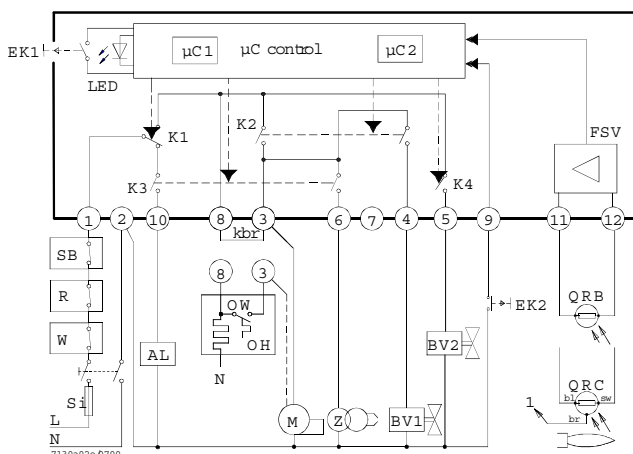 µC1 µC control µC2
EK1
LED
K1 K2 FSV
K3 K4
1 2 10 8 3 6 7 4 5 9 11 12
kbr
SB
8 3
R
OW
EK2
QRB
W
AL
OH
BV2
N
QRC
Si
bl sw
1
br
L
M Z BV1
N
7130a02e/0700